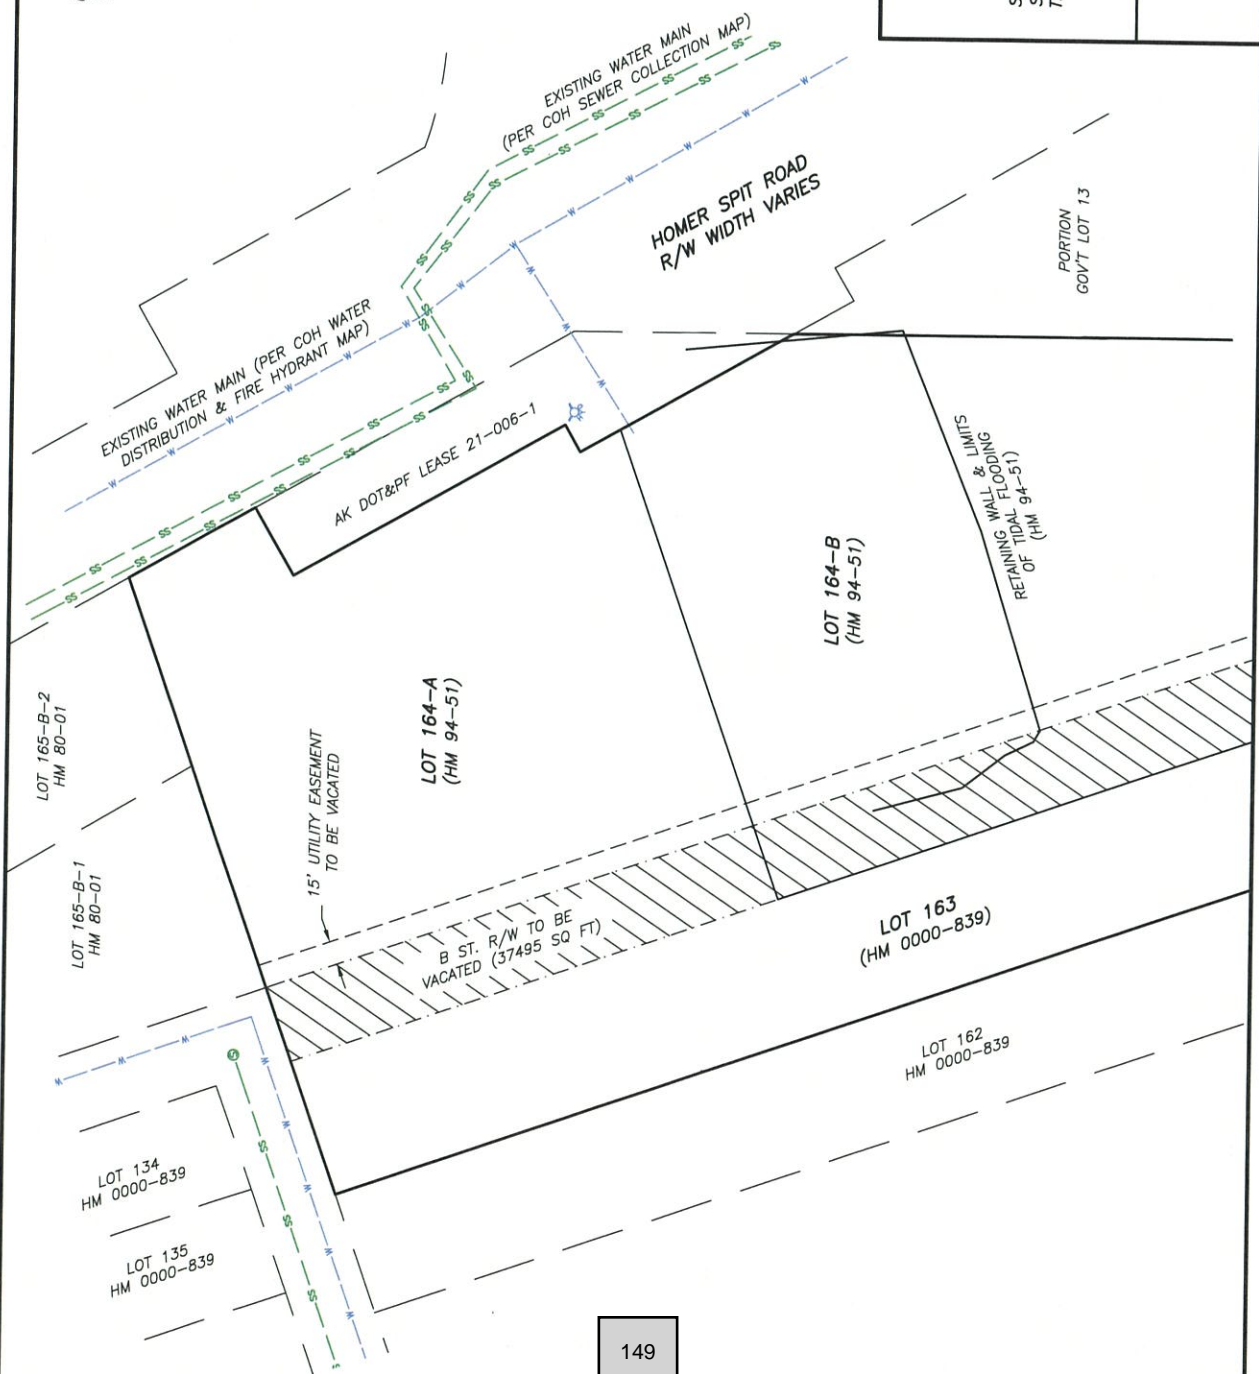 EXISTING WATER MAIN
(PER COH SEWER COLLECTION MAP)
HOMER SPIT ROAD
R/W WIDTH VARIES
PORTION
GOV'T LOT 13
EXISTING WATER MAIN (PER COH WATER
DISTRIBUTION & FIRE HYDRANT MAP)
AK DOT&PF LEASE 21-006-1
RETAINING WALL & LIMITS
OF TIDAL FLOODING
(HM 94-51)
LOT 164-B
(HM 94-51)
LOT 164-A
(HM 94-51)
LOT 165-B-2
HM 80-01
15' UTILITY EASEMENT
TO BE VACATED
LOT 165-B-1
HM 80-01
B ST. R/W TO BE
VACATED (37495 SQ FT)
LOT 163
(HM 0000-839)
LOT 162
HM 0000-839
LOT 134
HM 0000-839
LOT 135
HM 0000-839
149